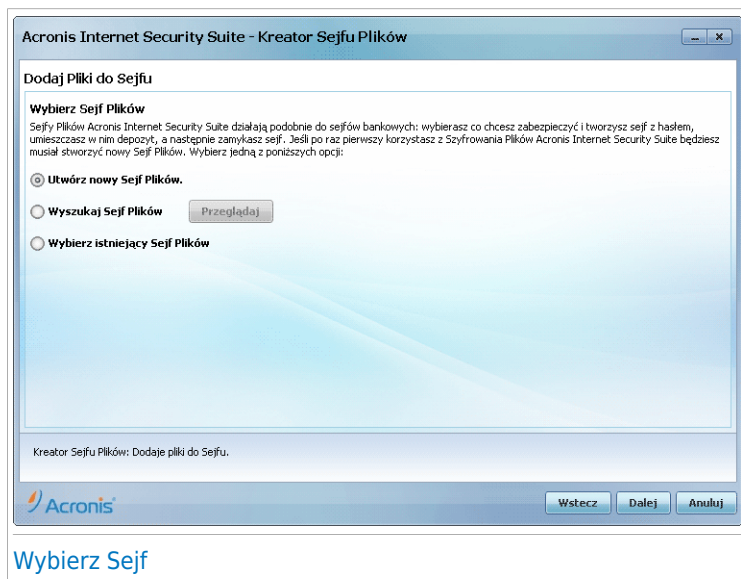 Acronis Internet Security Suite - Kreator Sejfu Plików
Dodaj Pliki do Sejfu
Wybierz Sejf Plików
Sejfy Plików Acronis Internet Security Suite działają podobnie do sejfów bankowych: wybierasz co chcesz zabezpieczyć i tworzysz sejf z hasłem,
umieszczasz w nim depozyt, a następnie zamykasz sejf. Jeśli po raz pierwszy korzystasz z Szyfrowania Plików Acronis Internet Security Suite będziesz
musiał stworzyć nowy Sejf Plików. Wybierz jedną z poniższych opcji:
Utwórz nowy Sejf Plików.
Wyszukaj Sejf Plików Przeglądaj
Wybierz istniejący Sejf Plików
Kreator Sejfu Plików: Dodaje pliki do Sejfu.
Acronis Wstecz Dalej Anuluj
Wybierz Sejf